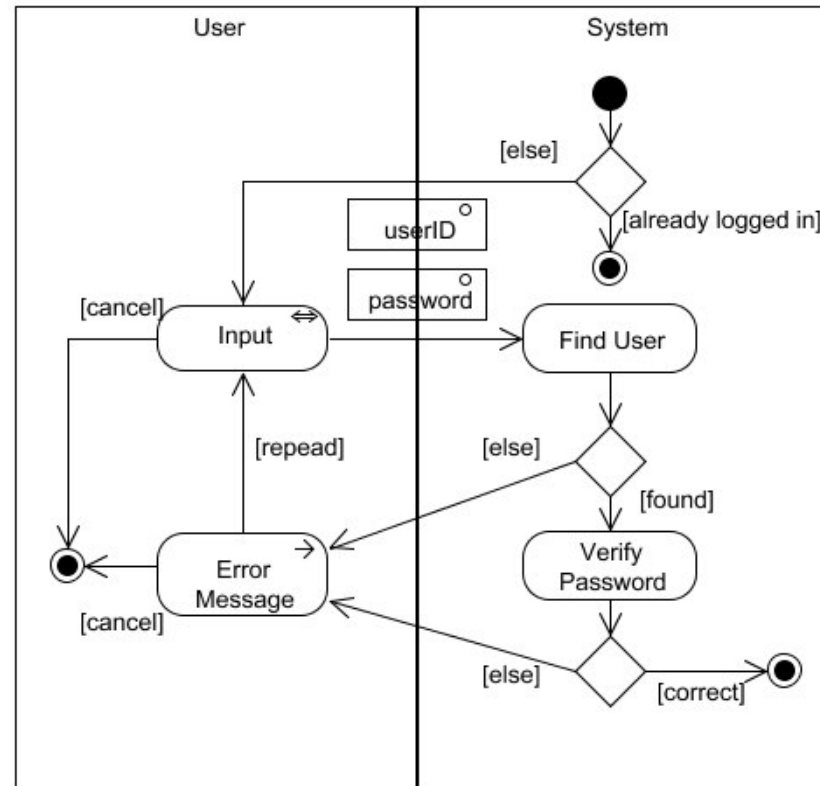 User
System
[else]
[already logged in]
userID
password
[cancel]
Input
Find User
[repead]
[else]
[found]
Error
Message
Verify
Password
[cancel]
[else]
[correct]